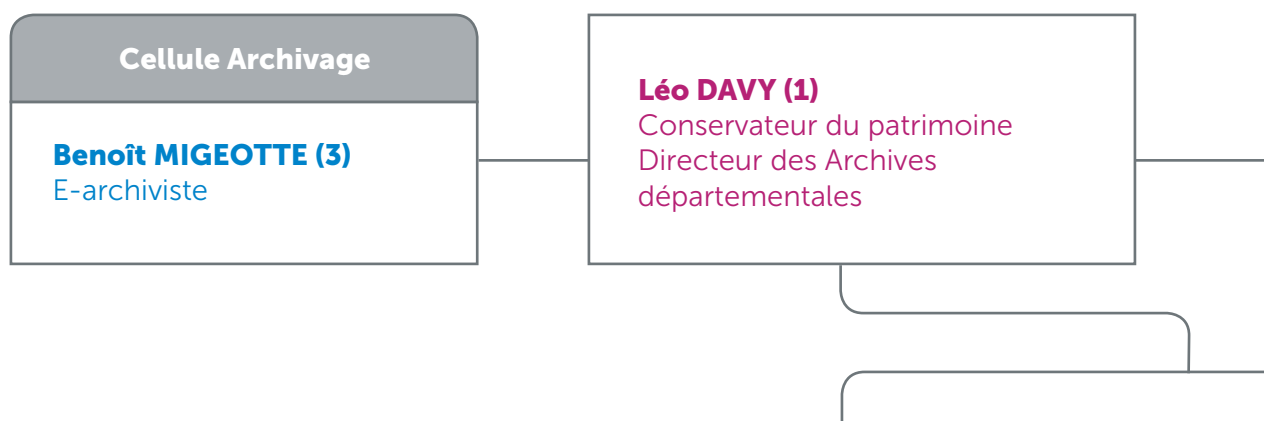 Cellule Archivage
Benoît MIGEOTTE (3)
E-archiviste
Léo DAVY (1)
Conservateur du patrimoine
Directeur des Archives
départementales